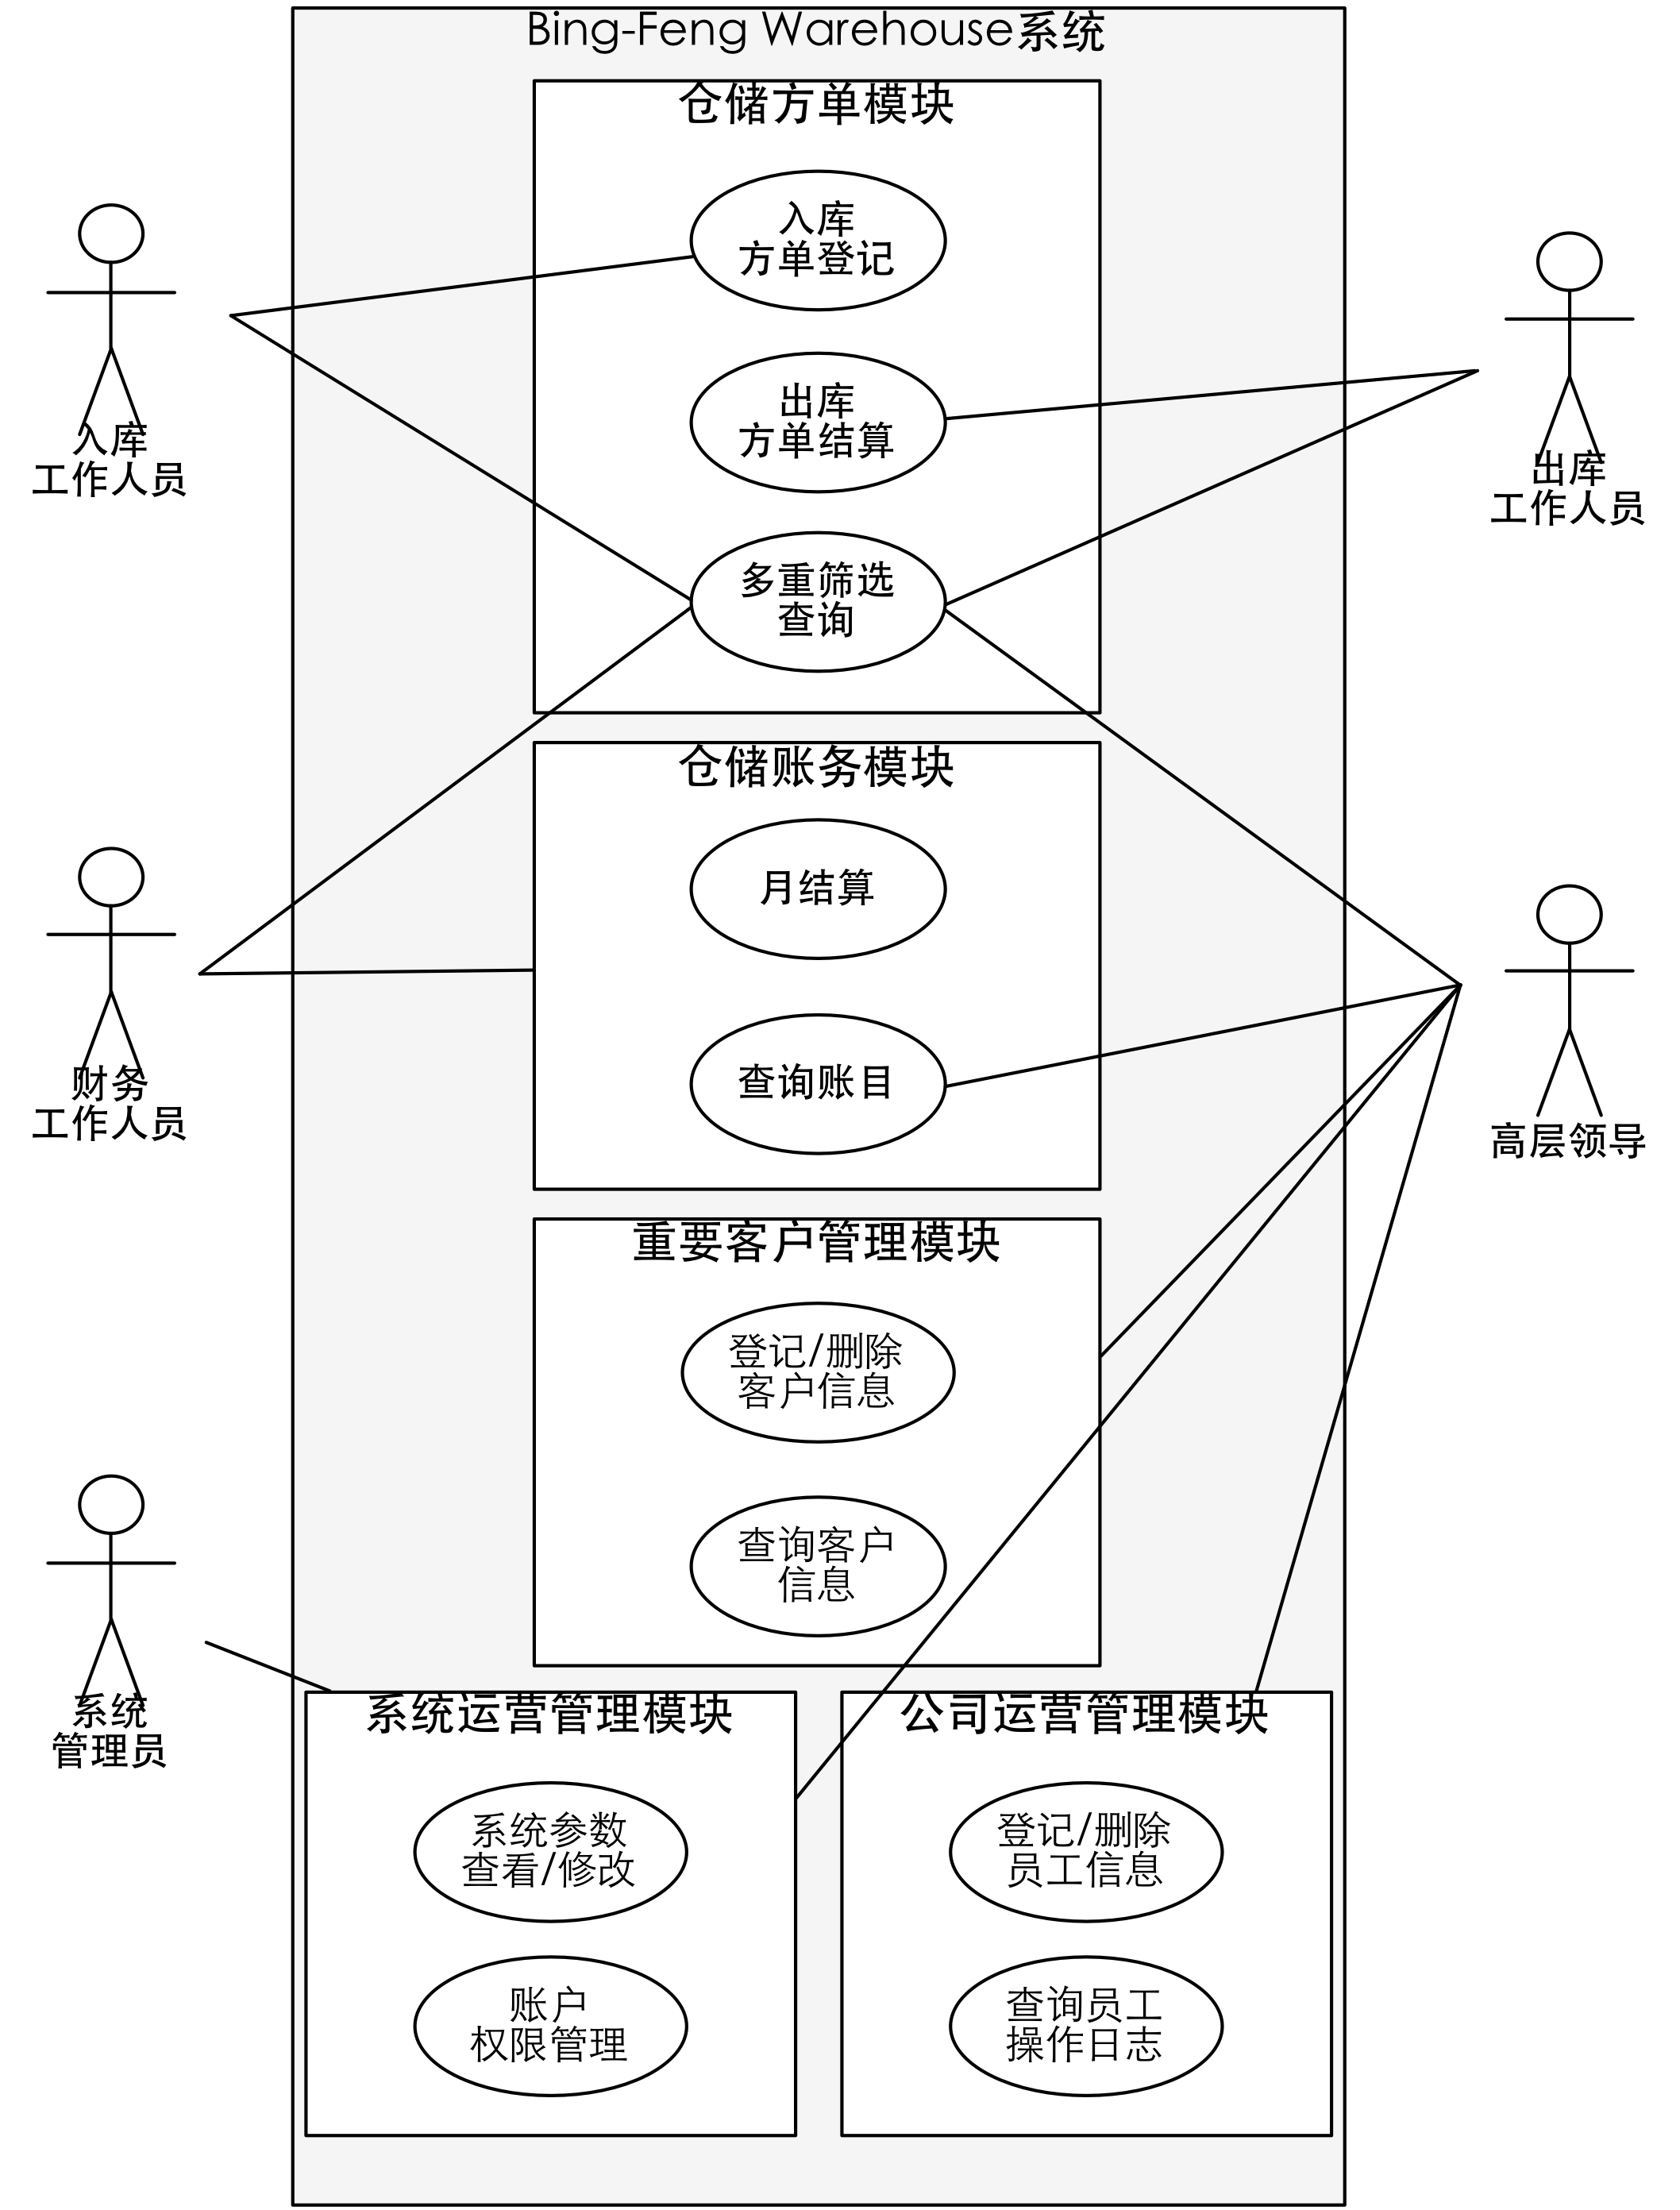 Bing-Feng Warehouse系统
仓储方单模块
入库
方单登记
出库
方单结算
多重筛选
查询
入库
工作人员
出库
工作人员
仓储账务模块
月结算
查询账目
财务
工作人员
高层领导
重要客户管理模块
登记/删除
客户信息
查询客户
信息
系统
管理员
系统运营管理模块
系统参数
查看/修改
账户
权限管理
公司运营管理模块
登记/删除
员工信息
查询员工
操作日志